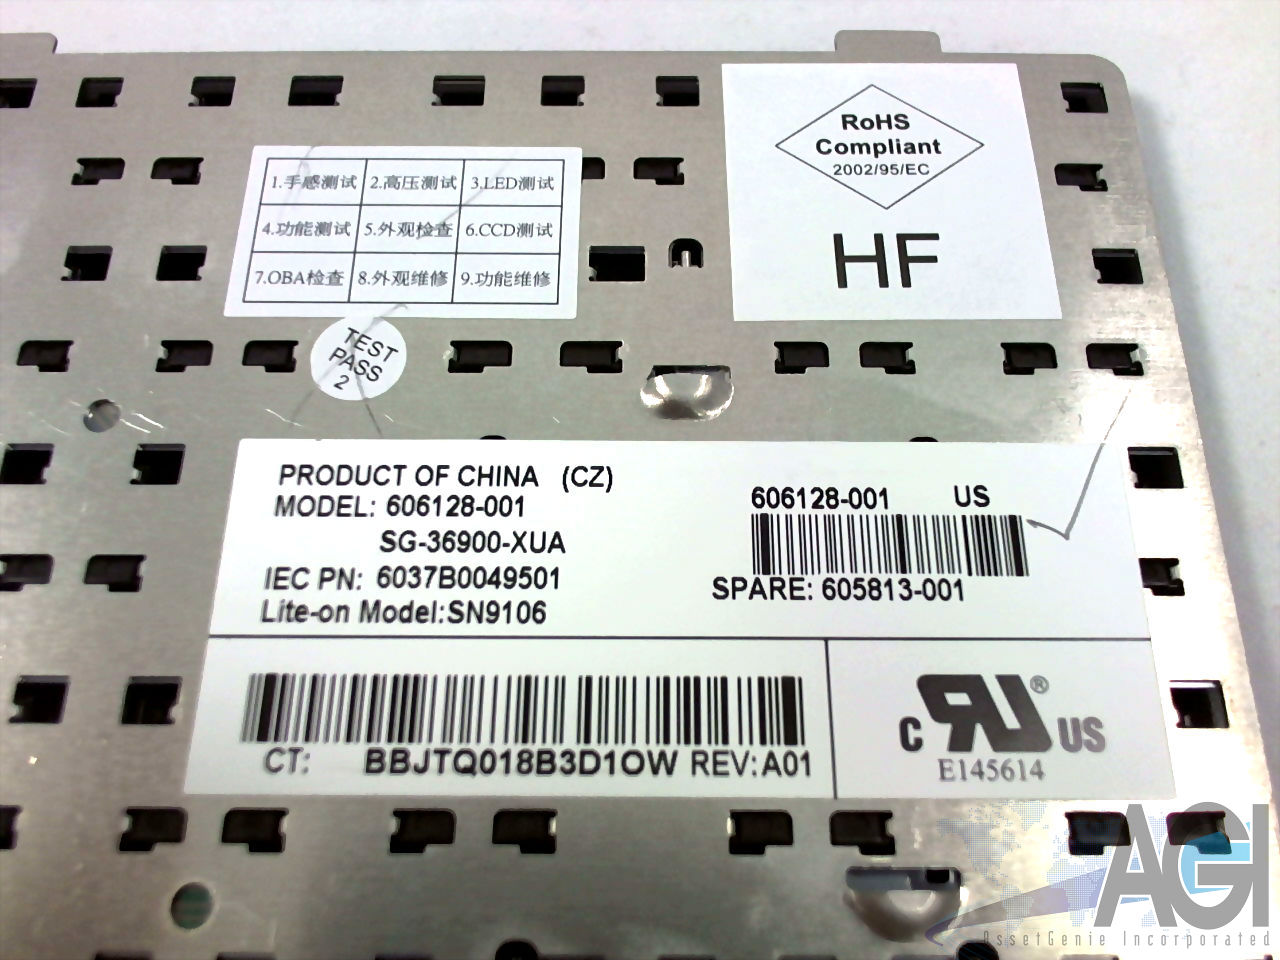 RoHS
Compliant
2002/95/EC
HF
1.手感测试 2.高压测试 3.LED测试
4.功能测试 5.外观检查 6.CCD测试
7.OBA检查 8.外观维修 9.功能维修
TEST
PASS
2
PRODUCT OF CHINA (CZ)
MODEL: 606128-001
SG-36900-XUA
IEC PN: 6037B0049501
Lite-on Model:SN9106
606128-001 US
SPARE: 605813-001
CT: BBJTQ018B3D1OW REV:A01
C RU ® US
E145614
AGI
AssetGenie Incorporated